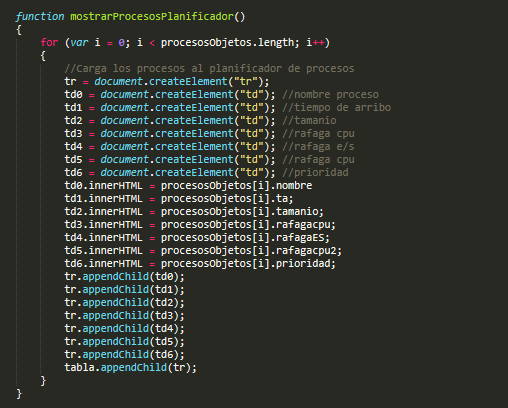 function mostrarProcesosPlanificador()
{
    for (var i = 0; i < procesosObjetos.length; i++)
    {
        //Carga los procesos al planificador de procesos
        tr = document.createElement("tr");
        td0 = document.createElement("td"); //nombre proceso
        td1 = document.createElement("td"); //tiempo de arribo
        td2 = document.createElement("td"); //tamanio
        td3 = document.createElement("td"); //rafaga cpu
        td4 = document.createElement("td"); //rafaga e/s
        td5 = document.createElement("td"); //rafaga cpu
        td6 = document.createElement("td"); //prioridad
        td0.innerHTML = procesosObjetos[i].nombre
        td1.innerHTML = procesosObjetos[i].ta;
        td2.innerHTML = procesosObjetos[i].tamanio;
        td3.innerHTML = procesosObjetos[i].rafagacpu;
        td4.innerHTML = procesosObjetos[i].rafagaES;
        td5.innerHTML = procesosObjetos[i].rafagacpu2;
        td6.innerHTML = procesosObjetos[i].prioridad;
        tr.appendChild(td0);
        tr.appendChild(td1);
        tr.appendChild(td2);
        tr.appendChild(td3);
        tr.appendChild(td4);
        tr.appendChild(td5);
        tr.appendChild(td6);
        tabla.appendChild(tr);
    }
}